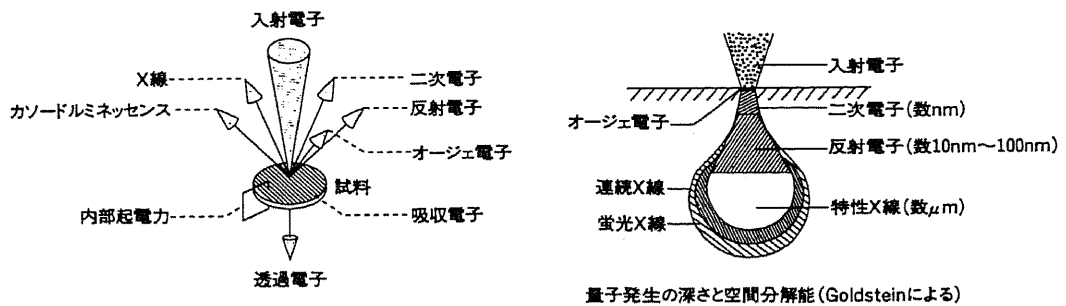 入射電子
X線
二次電子
カソードルミネッセンス
反射電子
オージェ電子
試料
内部起電力
吸収電子
透過電子
入射電子
オージェ電子
二次電子(数nm)
反射電子(数10nm~100nm)
連続X線
特性X線(数μm)
蛍光X線
量子発生の深さと空間分解能(Goldsteinによる)